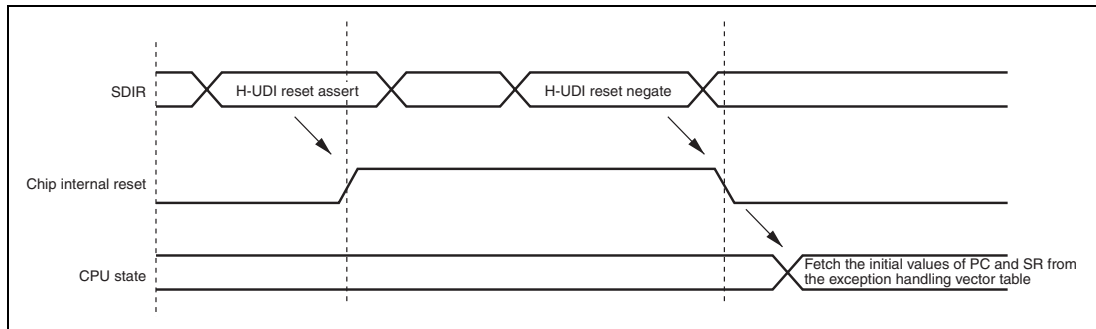 SDIR
H-UDI reset assert
H-UDI reset negate
Chip internal reset
CPU state
Fetch the initial values of PC and SR from
the exception handling vector table